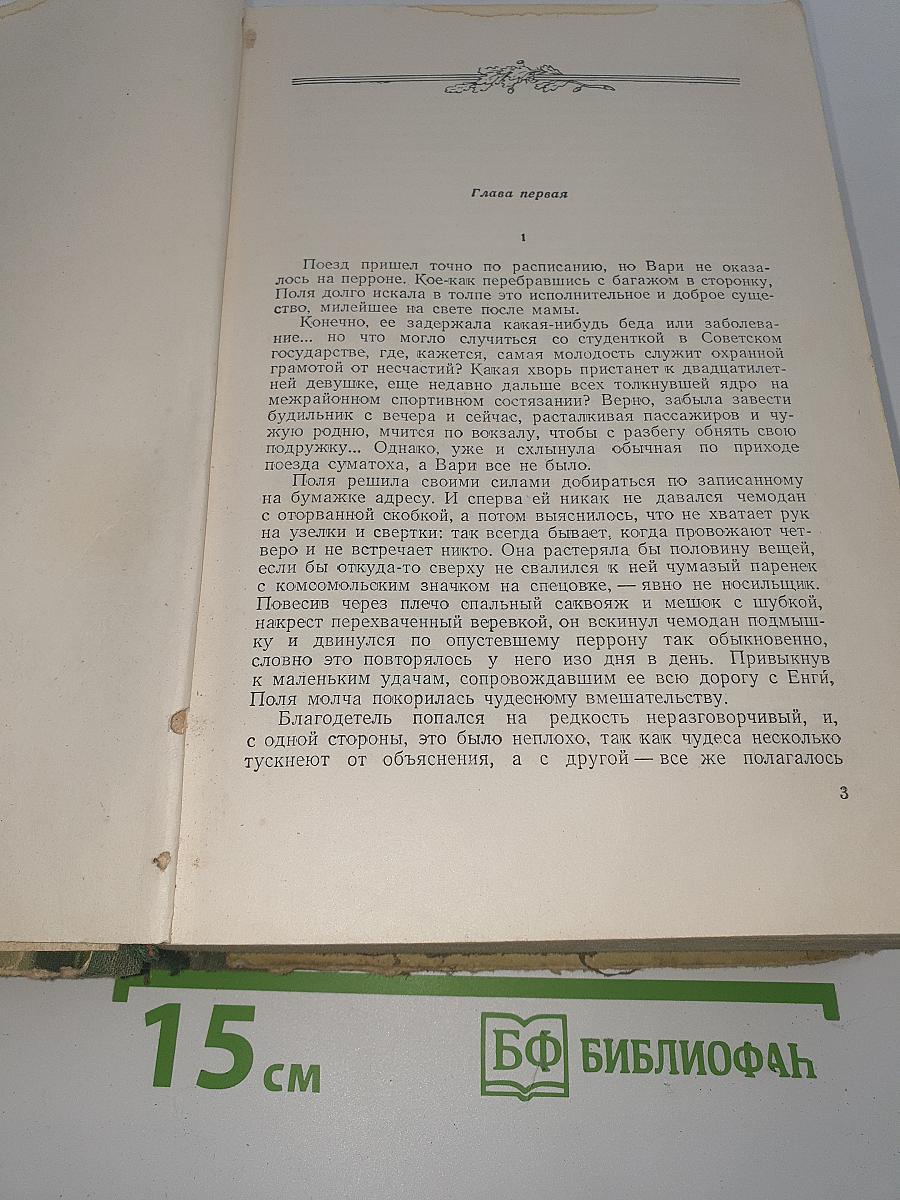 Глава первая
1
Поезд пришел точно по расписанию, но Вари не оказа-
лось на перроне. Кое-как перебравшись с багажом в сторонку,
Поля долго искала в толпе это исполнительное и доброе суще-
ство, милейшее на свете после мамы.
Конечно, ее задержала какая-нибудь беда или заболева-
ние... но что могло случиться со студенткой в Советском
государстве, где, кажется, самая молодость служит охранной
грамотой от несчастий? Какая хворь пристанет к двадцатилет-
ней девушке, еще недавно дальше всех толкнувшей ядро на
межрайонном спортивном состязании? Верно, забыла завести
будильник с вечера и сейчас, расталкивая пассажиров и чу-
жую родню, мчится по вокзалу, чтобы с разбегу обнять свою
подружку... Однако, уже и схлынула обычная по приходе
поезда суматоха, а Вари все не было.
Поля решила своими силами добираться по записанному
на бумажке адресу. И сперва ей никак не давался чемодан
с оторванной скобкой, а потом выяснилось, что не хватает рук
на узелки и свертки: так всегда бывает, когда провожают чет-
веро и не встречает никто. Она растеряла бы половину вещей,
если бы откуда-то сверху не свалился к ней чумазый паренек
с комсомольским значком на спецовке, — явно не носильщик.
Повесив через плечо спальный саквояж и мешок с шубкой,
накрест перехваченный веревкой, он вскинул чемодан подмыш-
ку и двинулся по опустевшему перрону так обыкновенно,
словно это повторялось у него изо дня в день. Привыкнув
к маленьким удачам, сопровождавшим ее всю дорогу с Енги́,
Поля молча покорилась чудесному вмешательству.
Благодетель попался на редкость неразговорчивый, и,
с одной стороны, это было неплохо, так как чудеса несколько
тускнеют от объяснения, а с другой — все же полагалось
3
15 см
БФ БИБЛИОФАН